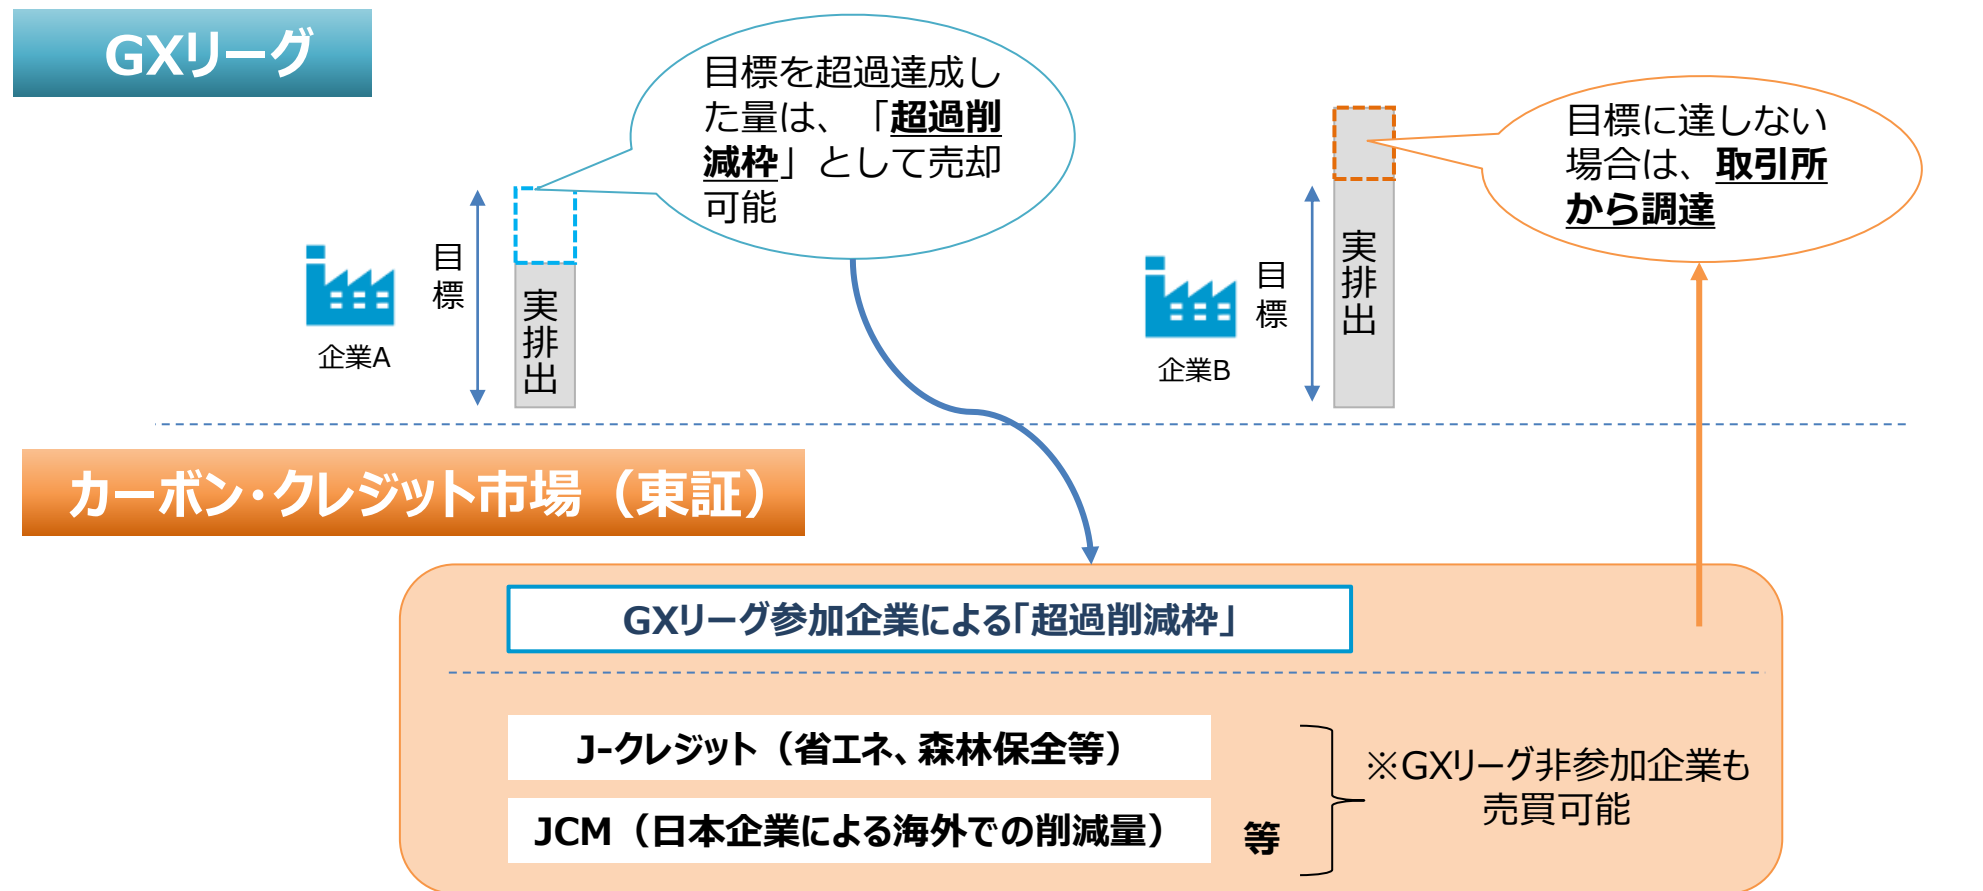 GXリーグ
目標を超過達成し
た量は、「超過削
減枠」として売却
可能
目標に達しない
場合は、取引所
から調達
目標
実排出
企業A
目標
実排出
企業B
カーボン・クレジット市場（東証）
GXリーグ参加企業による「超過削減枠」
J-クレジット（省エネ、森林保全等）
JCM（日本企業による海外での削減量）
等
※GXリーグ非参加企業も
売買可能